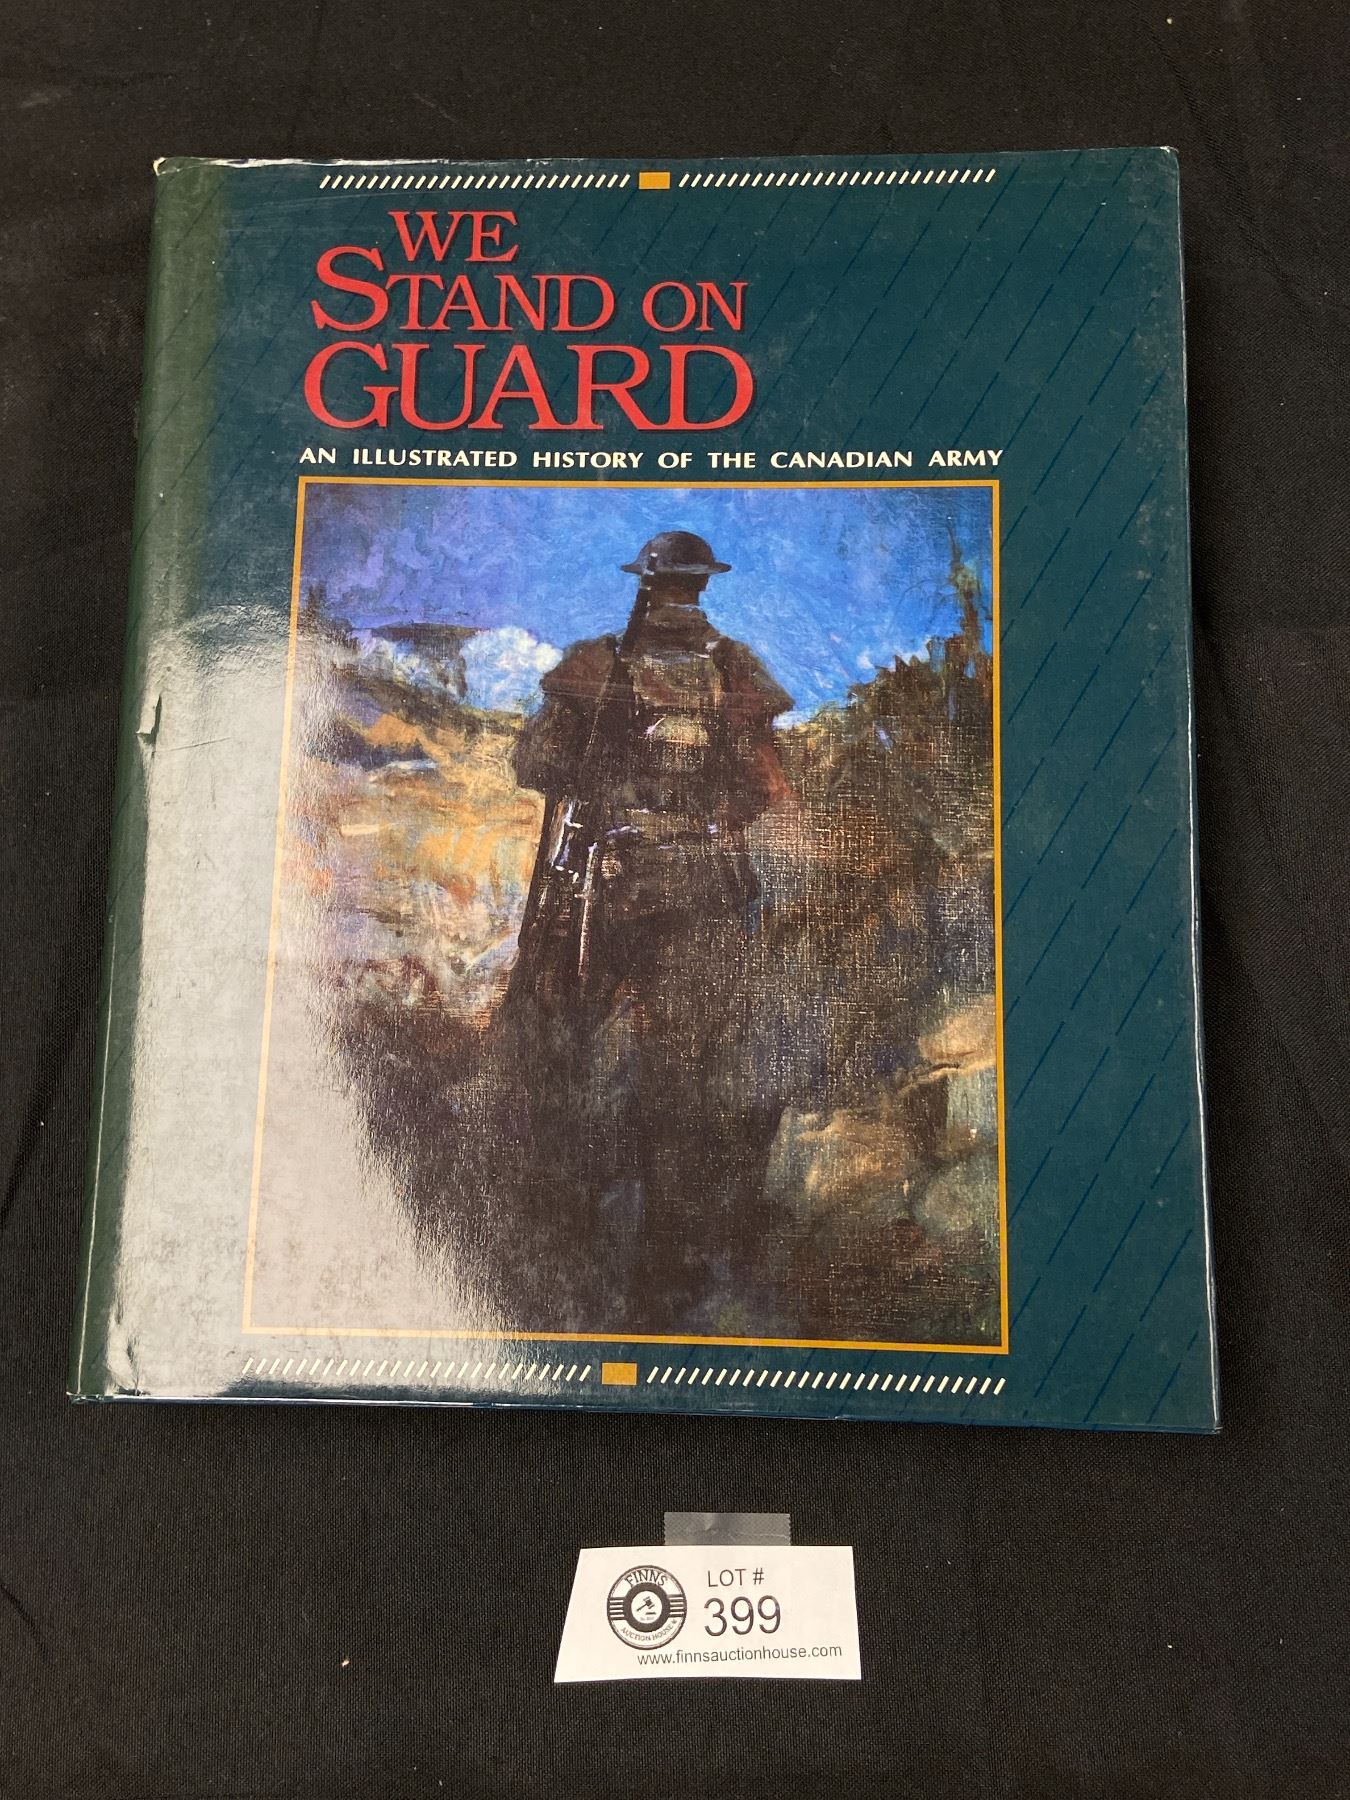 WE
STAND ON
GUARD
AN ILLUSTRATED HISTORY OF THE CANADIAN ARMY
FINNS
AUCTION HOUSE
LOT #
399
www.finnsauctionhouse.com